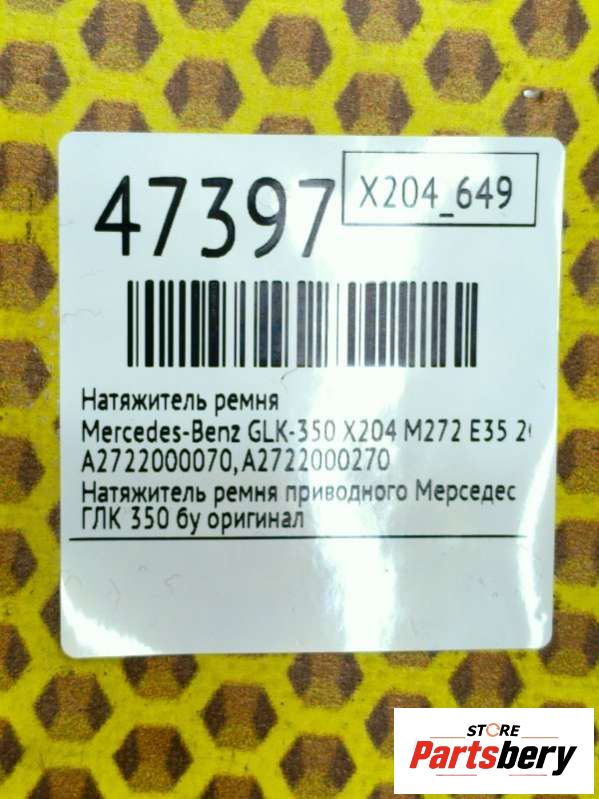 47397
X204_649
Натяжитель ремня
Mercedes-Benz GLK-350 X204 M272 E35
A2722000070,A2722000270
Натяжитель ремня приводного Мерседес
ГЛК 350 бу оригинал
STORE
Partsbery